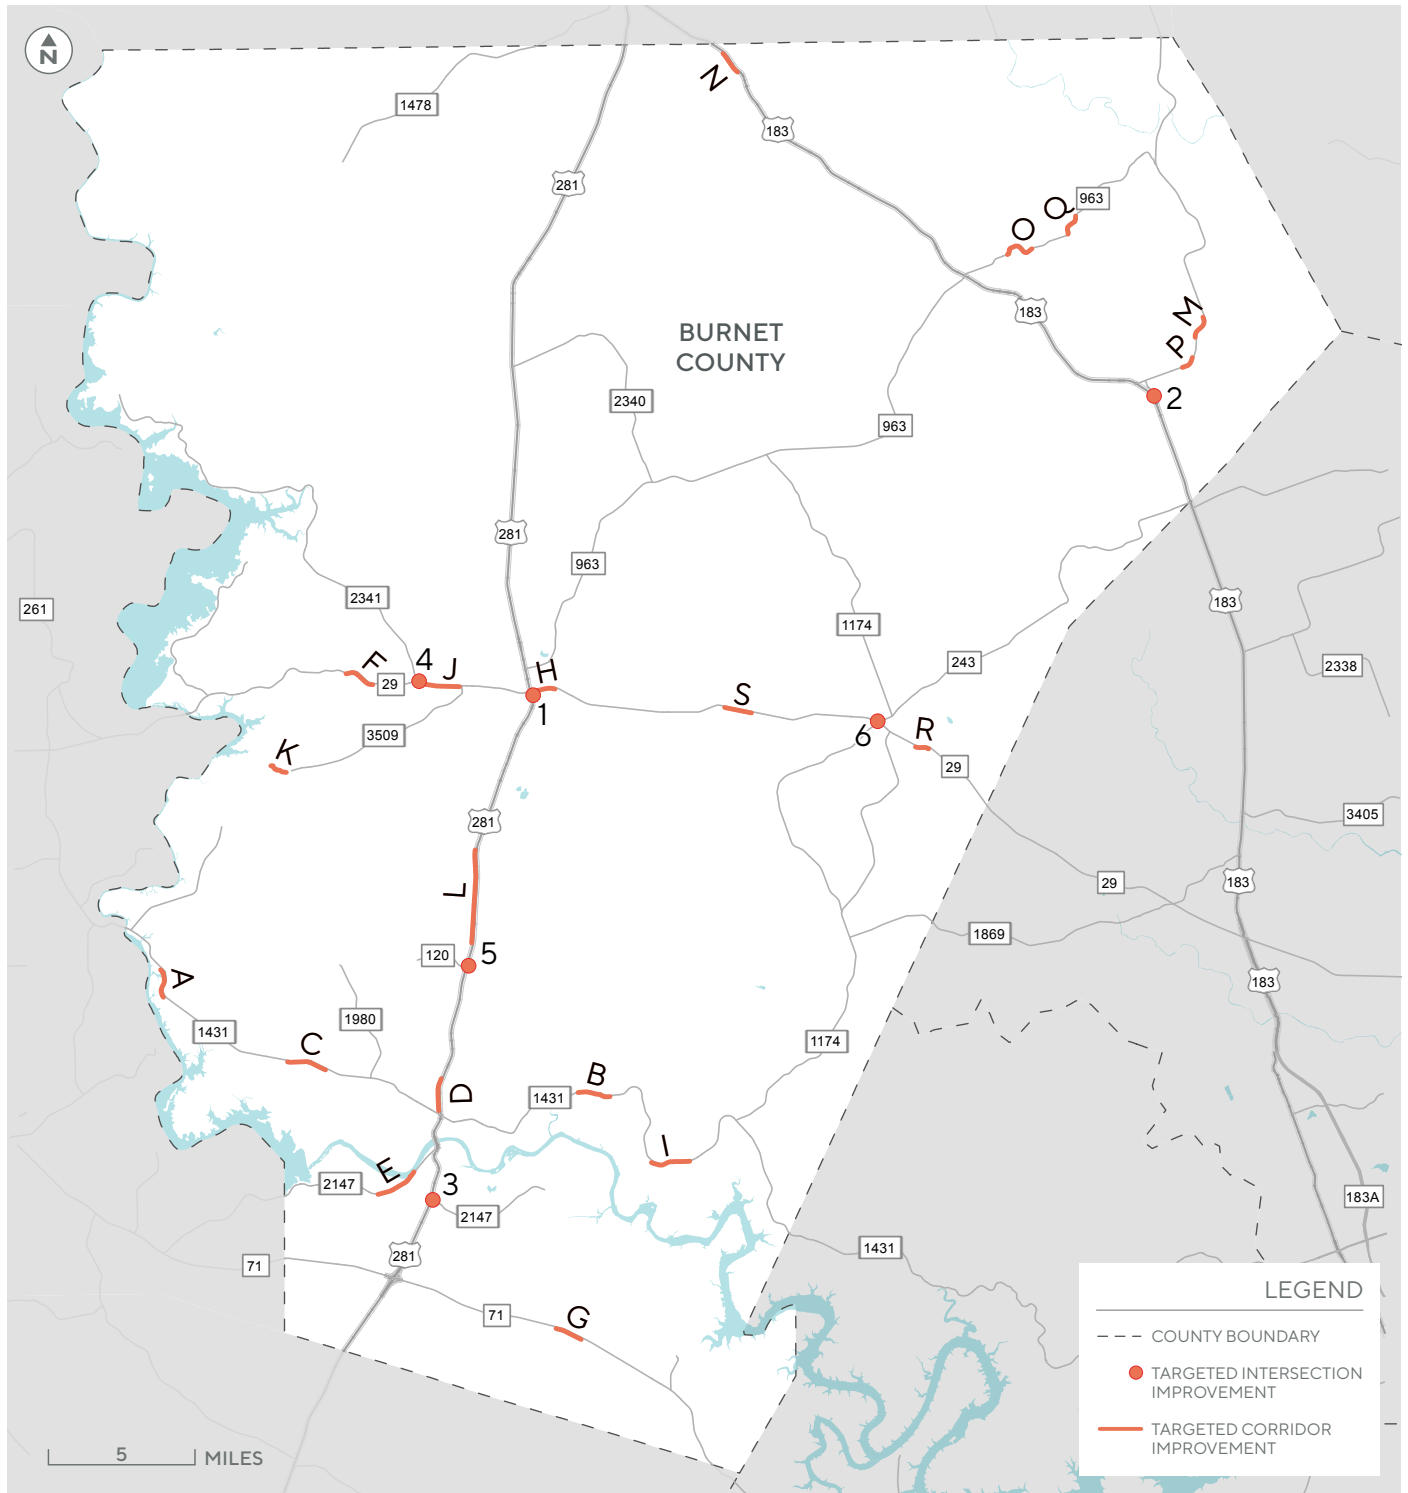 N
N
1478
183
281
Q
963
O
M
183
BURNET
COUNTY
P
2340
2
963
281
963
2341
183
261
1174
243
2338
F
4
J
H
29
S
1
3509
6
R
K
29
281
3405
L
29
183
120
5
1869
A
183
1431
1980
C
1174
D
B
1431
I
E
2147
3
2147
183A
281
1431
71
71
G
LEGEND
COUNTY BOUNDARY
TARGETED INTERSECTION
IMPROVEMENT
TARGETED CORRIDOR
IMPROVEMENT
5
MILES